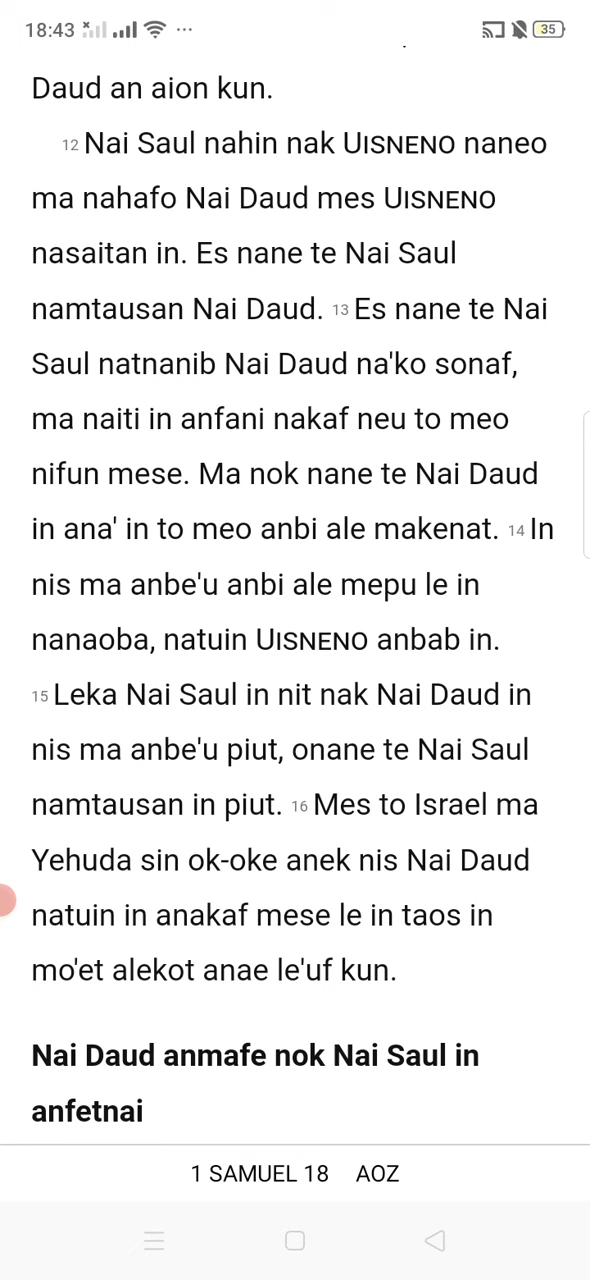 18:43 ... 35
Daud an aion kun.
12 Nai Saul nahin nak UISNENO naneo
ma nahafo Nai Daud mes UISNENO
nasaitan in. Es nane te Nai Saul
namtausan Nai Daud. 13 Es nane te Nai
Saul natnanib Nai Daud na'ko sonaf,
ma naiti in anfani nakaf neu to meo
nifun mese. Ma nok nane te Nai Daud
in ana' in to meo anbi ale makenat. 14 In
nis ma anbe'u anbi ale mepu le in
nanaoba, natuin UISNENO anbab in.
15 Leka Nai Saul in nit nak Nai Daud in
nis ma anbe'u piut, onane te Nai Saul
namtausan in piut. 16 Mes to Israel ma
Yehuda sin ok-oke anek nis Nai Daud
natuin in anakaf mese le in taos in
mo'et alekot anae le'uf kun.
Nai Daud anmafe nok Nai Saul in
anfetnai
1 SAMUEL 18 AOZ